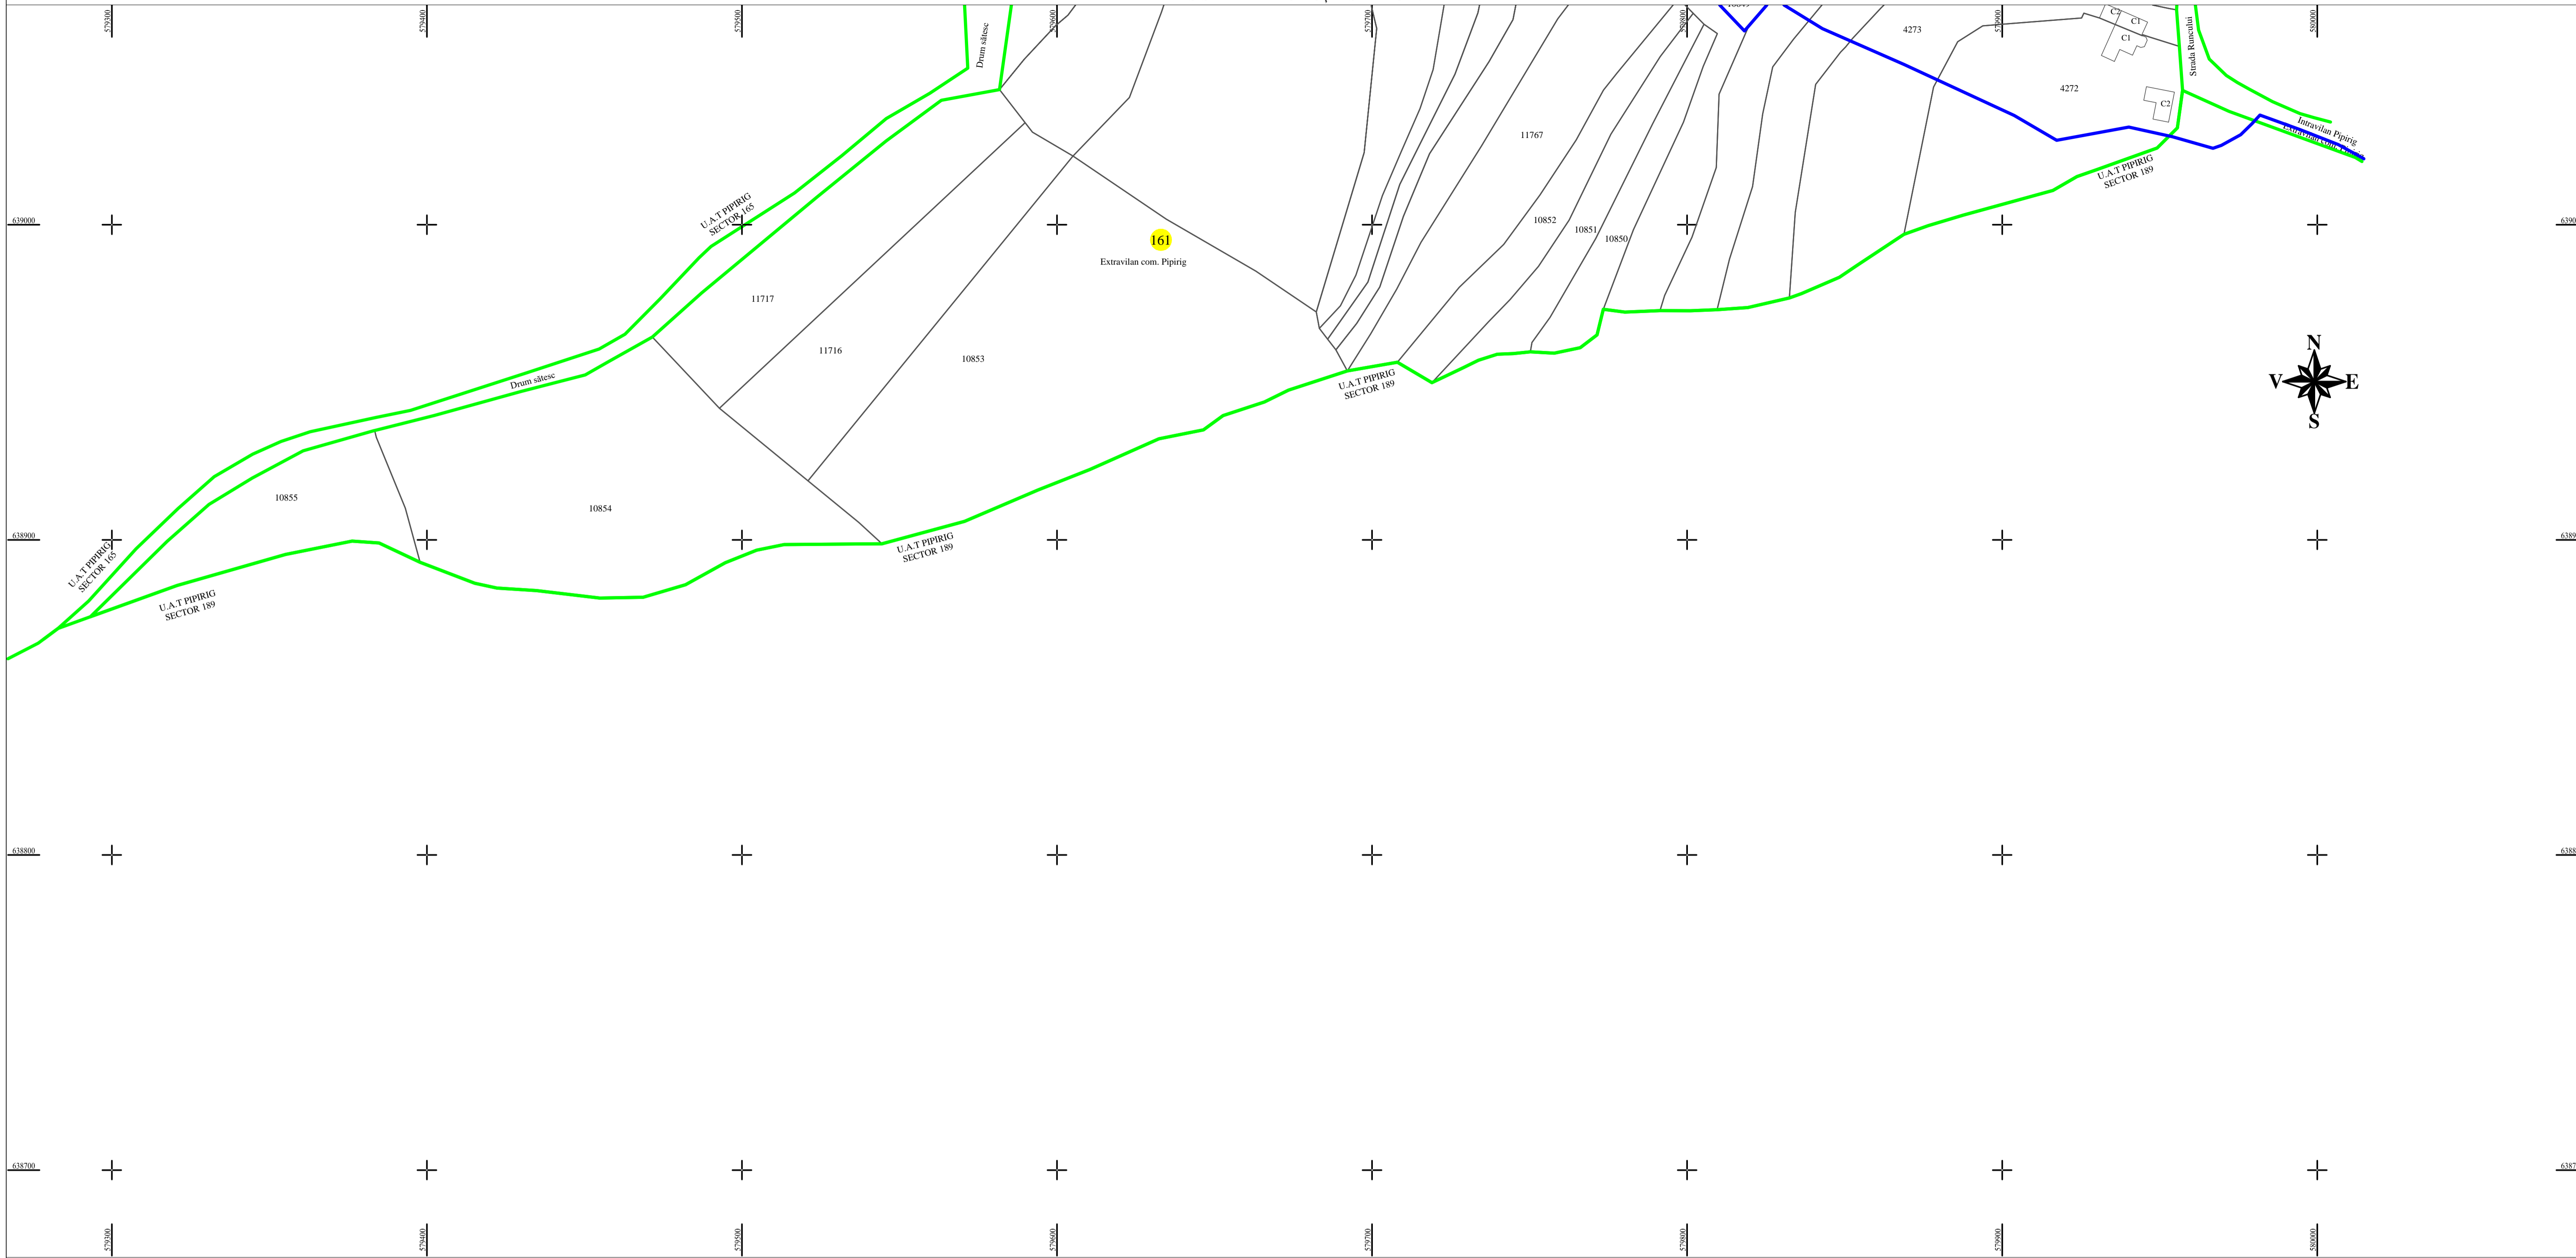 579300
579400
579500
579600
579700
579800
579900
580000
Drum sătesc
4273
C2
C1
C1
Strada Runcului
4272
C2
Intravilan Pipirig
Extravilan com. Pipirig
11767
U.A.T PIPIRIG
SECTOR 189
U.A.T PIPIRIG
SECTOR 165
639000
10852
10851
10850
161
Extravilan com. Pipirig
11717
11716
10853
N
V
E
S
Drum sătesc
U.A.T PIPIRIG
SECTOR 189
10855
10854
638900
U.A.T PIPIRIG
SECTOR 189
U.A.T PIPIRIG
SECTOR 165
U.A.T PIPIRIG
SECTOR 189
638800
638700
579300
579400
579500
579600
579700
579800
579900
580000